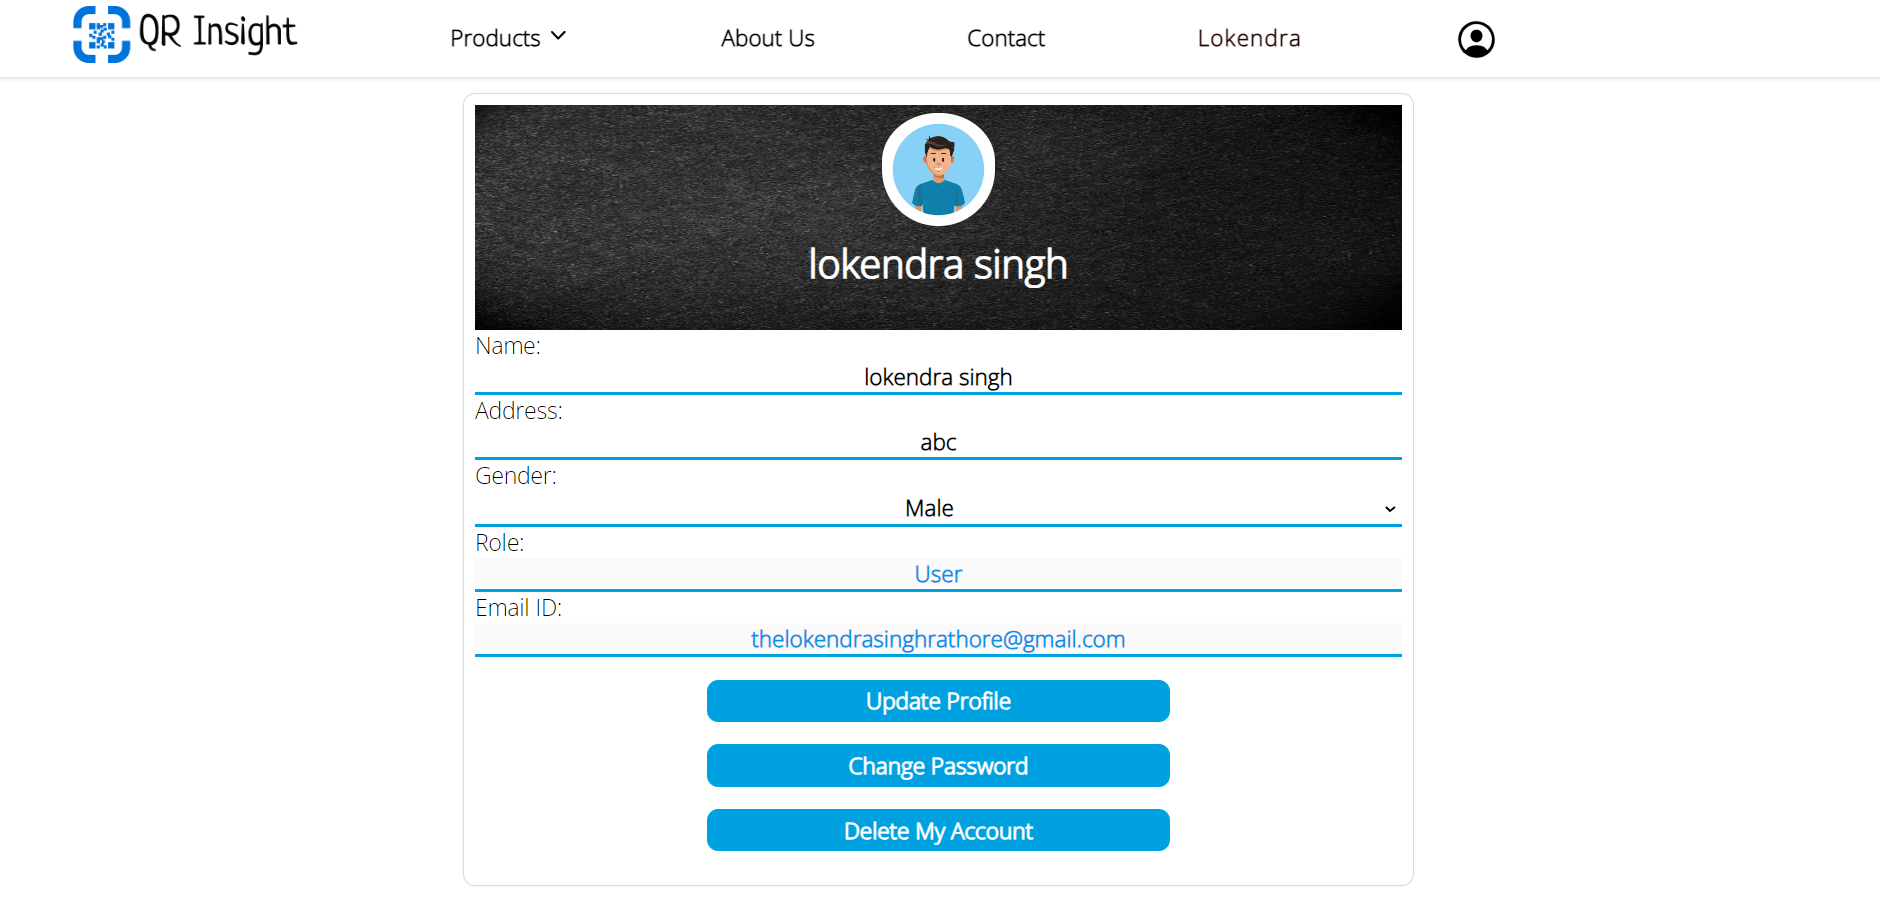 QR Insight
Products
About Us
Contact
Lokendra
lokendra singh
Name:
lokendra singh
Address:
abc
Gender:
Male
Role:
User
Email ID:
thelokendrasinghrathore@gmail.com
Update Profile
Change Password
Delete My Account